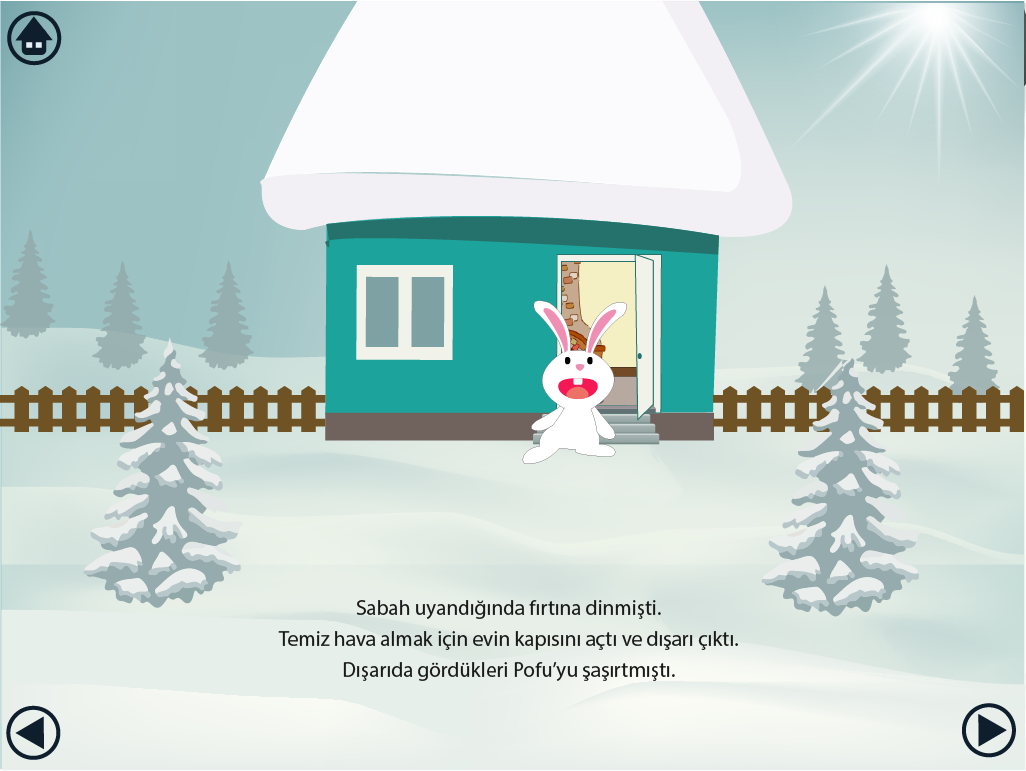 Sabah uyandığında fırtına dinmişti.
Temiz hava almak için evin kapısını açtı ve dışarı çıktı.
Dışarıda gördükleri Pofu’yu şaşırtmıştı.